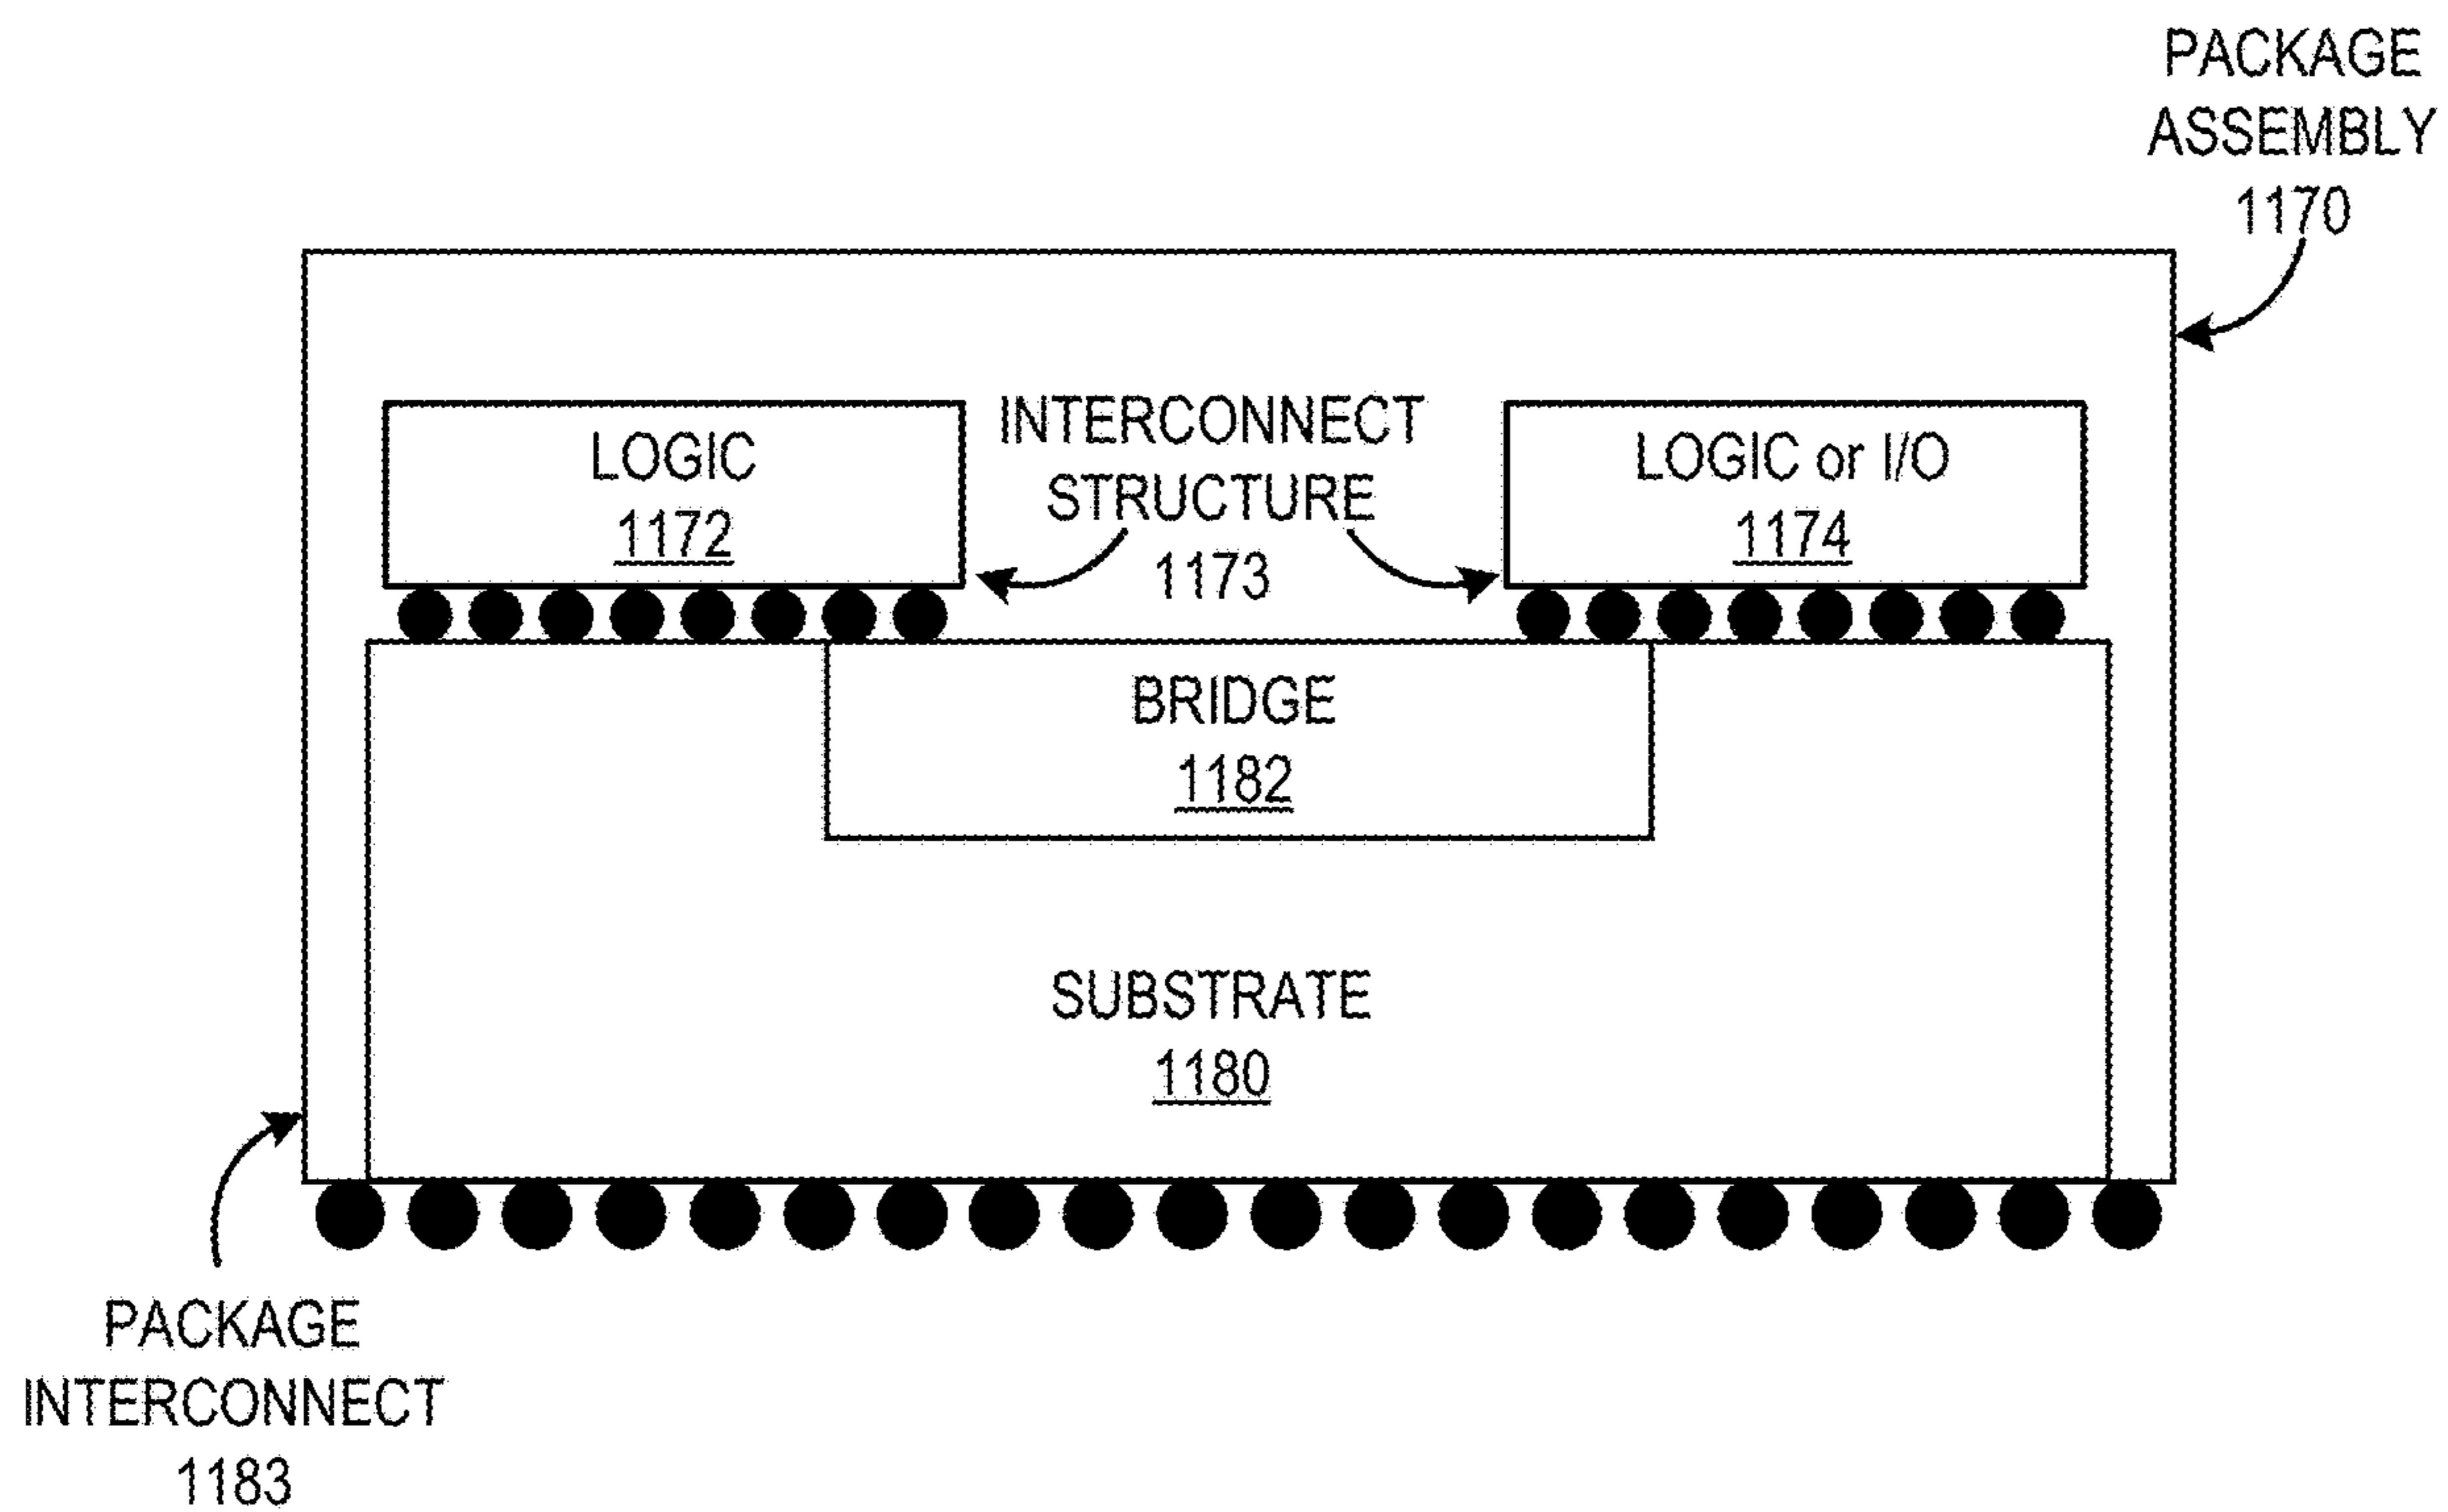 PACKAGE
ASSEMBLY
1170
LOGIC
1172
INTERCONNECT
STRUCTURE
1173
LOGIC or I/O
1174
BRIDGE
1182
SUBSTRATE
1180
PACKAGE
INTERCONNECT
1183